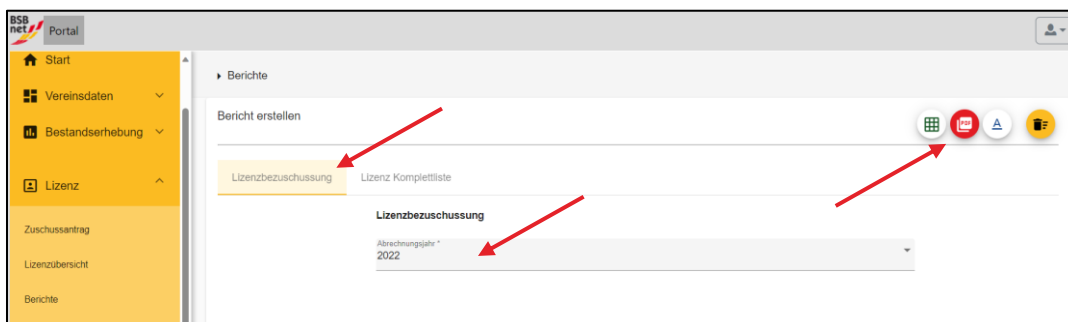 BSB
net
Portal
Start
Vereinsdaten
Bestandserhebung
Lizenz
Zuschussantrag
Lizenzübersicht
Berichte
Berichte
Bericht erstellen
PDF
A
Lizenzbezuschussung
Lizenz Komplettliste
Lizenzbezuschussung
Abrechnungsjahr *
2022